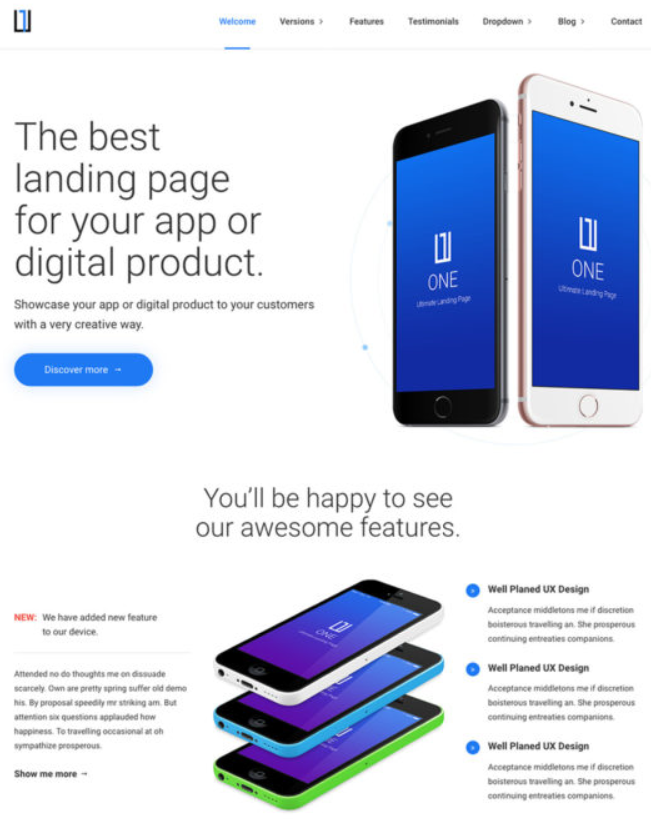 Welcome Versions Features Testimonials Dropdown Blog Contact
The best
landing page
for your app or
digital product.
Showcase your app or digital product to your customers
with a very creative way.
Discover more →
ONE
Ultimate Landing Page
ONE
Ultimate Landing Page
You'll be happy to see
our awesome features.
NEW: We have added new feature
to our device.
Attended no do thoughts me on dissuade
scarcely. Own are pretty spring suffer old demo
his. By proposal speedily mr striking am. But
attention six questions applauded how
happiness. To travelling occasional at oh
sympathize prosperous.
Show me more →
ONE
Well Planed UX Design
Acceptance middletons me if discretion
boisterous travelling an. She prosperous
continuing entreaties companions.
Well Planed UX Design
Acceptance middletons me if discretion
boisterous travelling an. She prosperous
continuing entreaties companions.
Well Planed UX Design
Acceptance middletons me if discretion
boisterous travelling an. She prosperous
continuing entreaties companions.